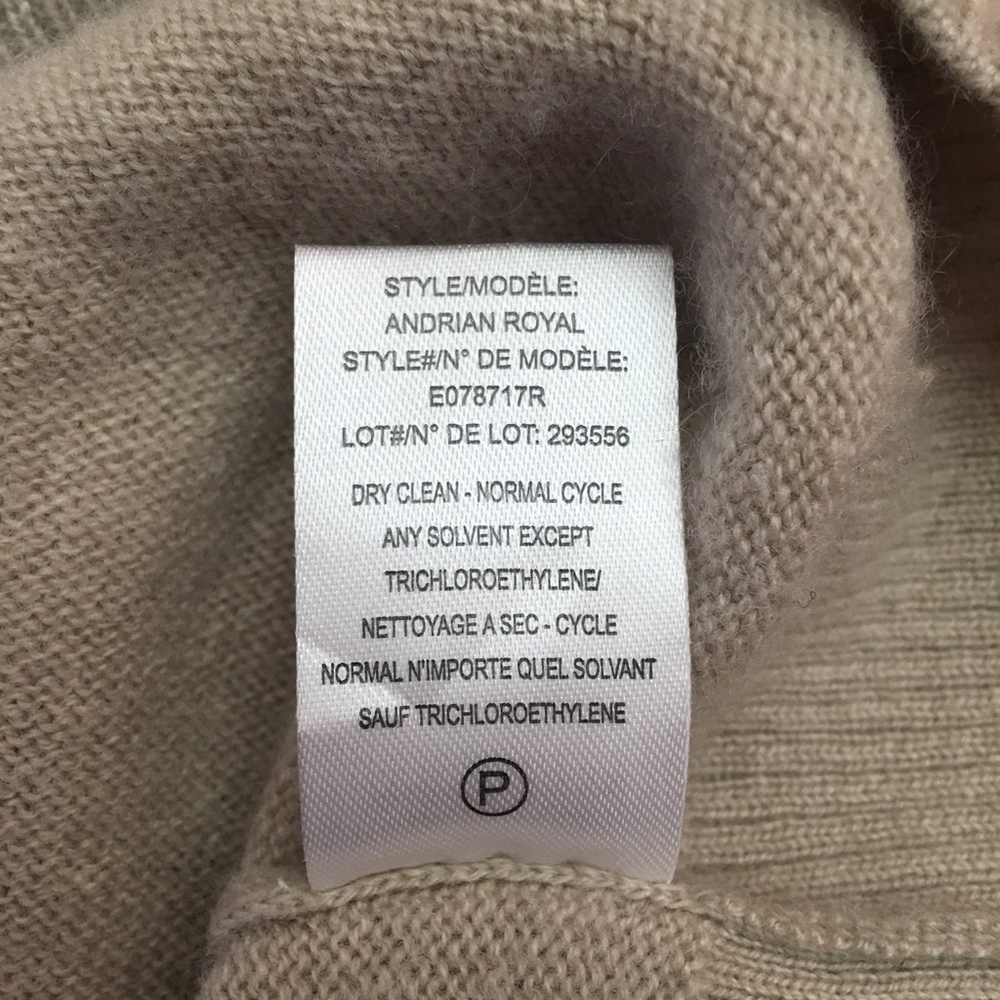 STYLE/MODÈLE:
ANDRIAN ROYAL
STYLE#/N° DE MODÈLE:
E078717R
LOT#/N° DE LOT: 293556
DRY CLEAN - NORMAL CYCLE
ANY SOLVENT EXCEPT
TRICHLOROETHYLENE/
NETTOYAGE A SEC - CYCLE
NORMAL N'IMPORTE QUEL SOLVANT
SAUF TRICHLOROETHYLENE
P